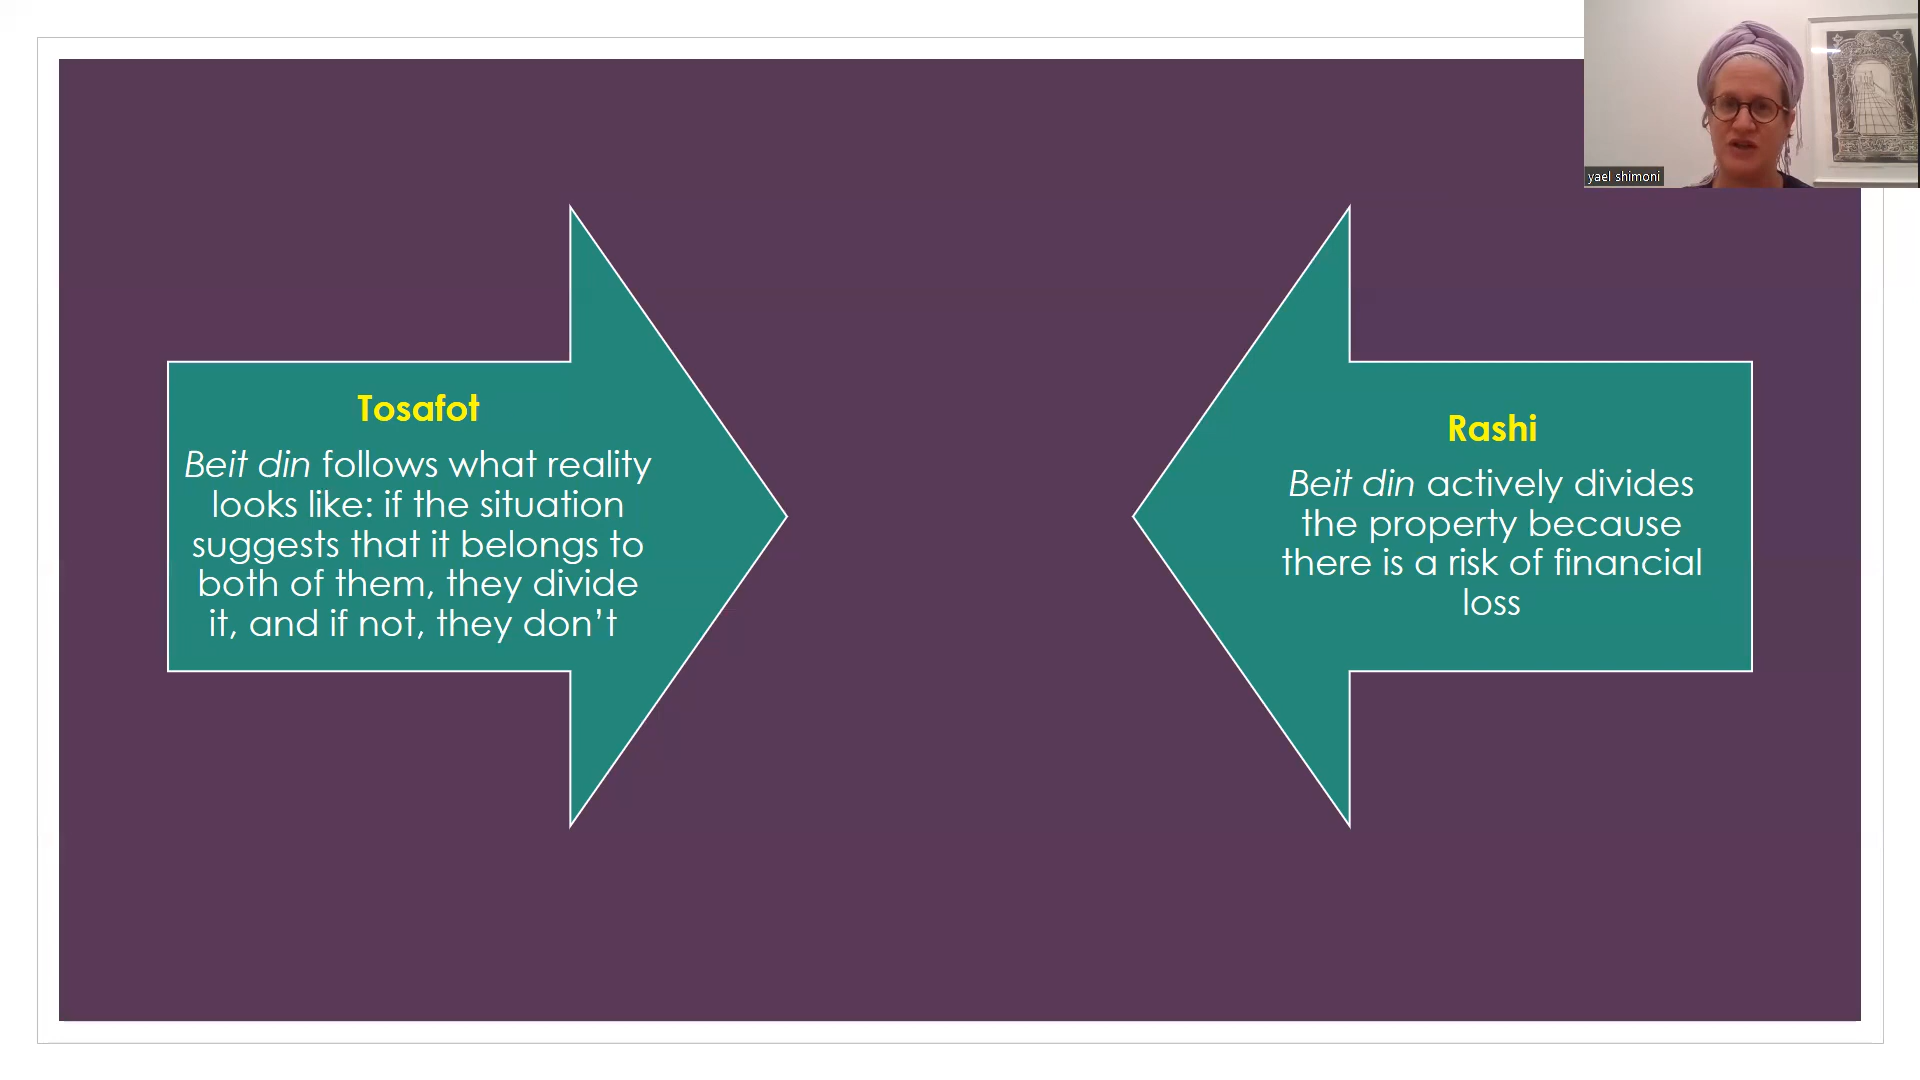 Tosafot
Beit din follows what reality
looks like: if the situation
suggests that it belongs to
both of them, they divide
it, and if not, they don’t
Rashi
Beit din actively divides
the property because
there is a risk of financial
loss
yael shimoni